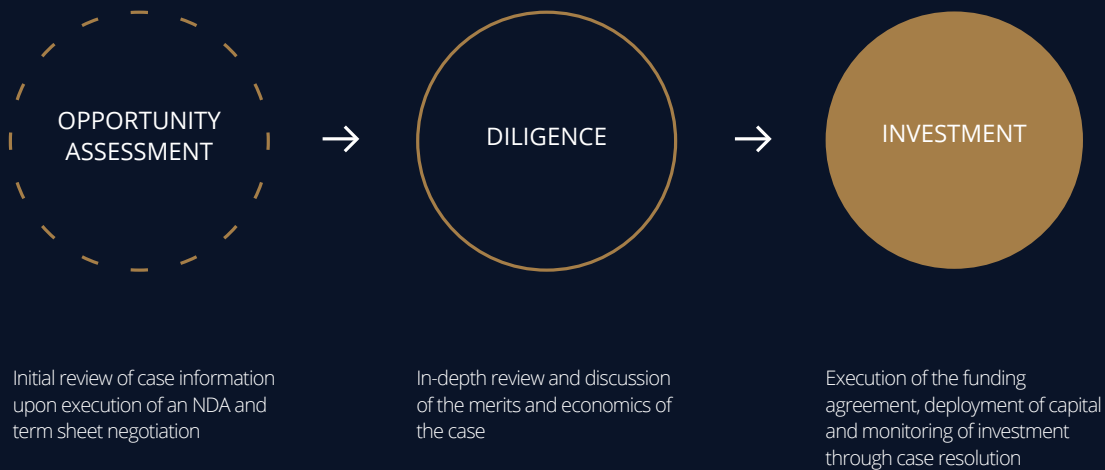 OPPORTUNITY
ASSESSMENT
DILIGENCE
INVESTMENT
Initial review of case information
upon execution of an NDA and
term sheet negotiation
In-depth review and discussion
of the merits and economics of
the case
Execution of the funding
agreement, deployment of capital
and monitoring of investment
through case resolution